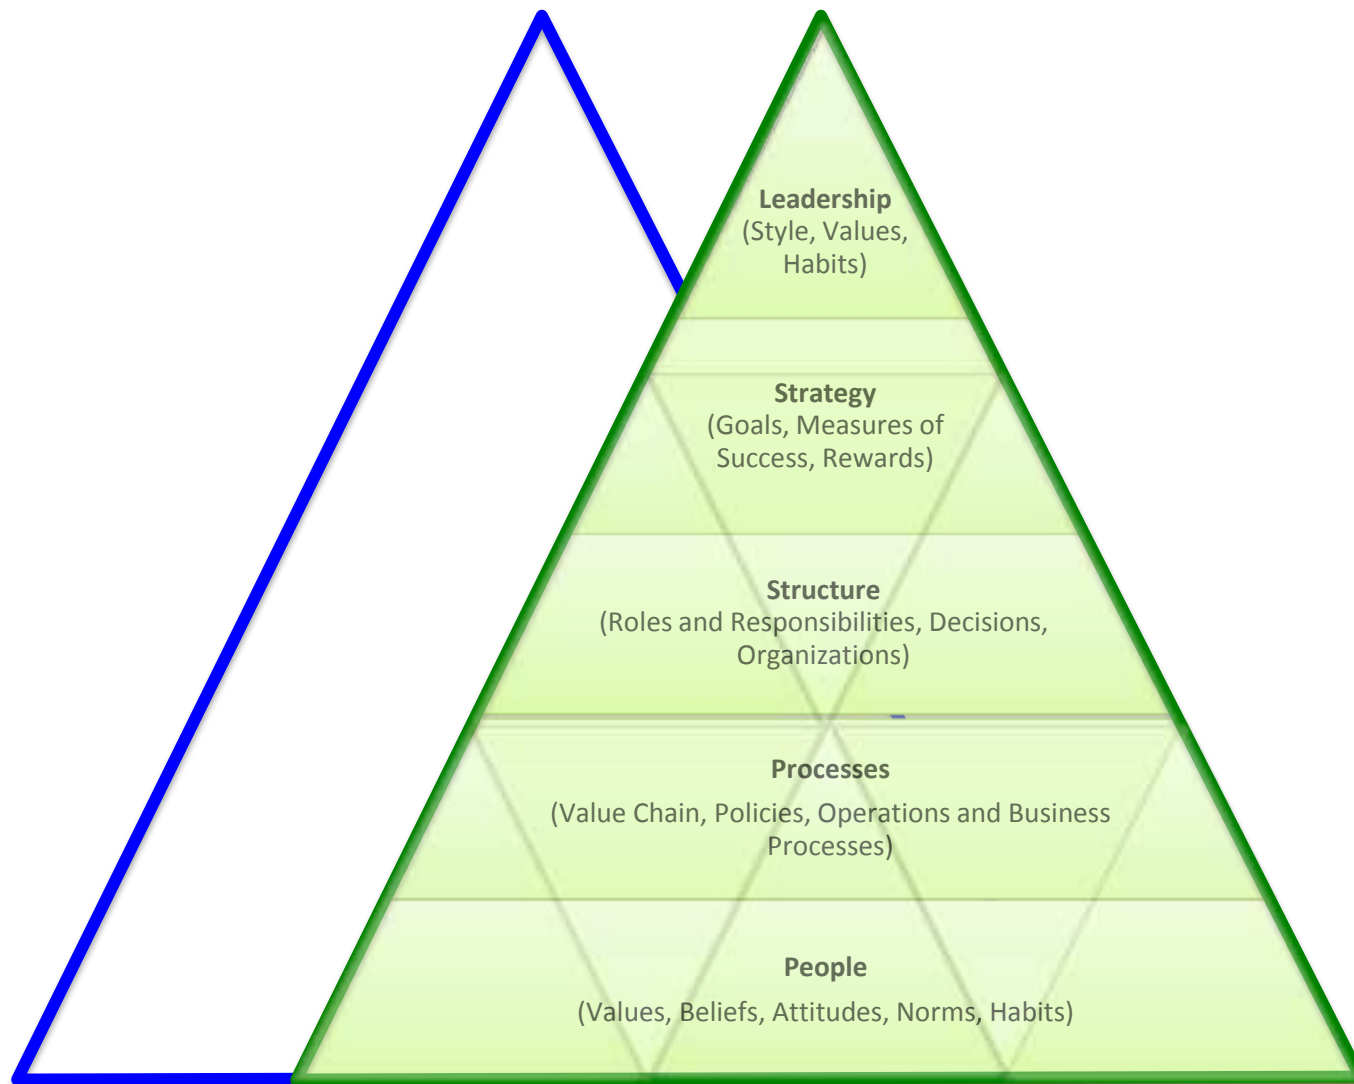 Leadership
(Style, Values,
Habits)
Strategy
(Goals, Measures of
Success, Rewards)
Structure
(Roles and Responsibilities, Decisions,
Organizations)
Processes
(Value Chain, Policies, Operations and Business
Processes)
People
(Values, Beliefs, Attitudes, Norms, Habits)